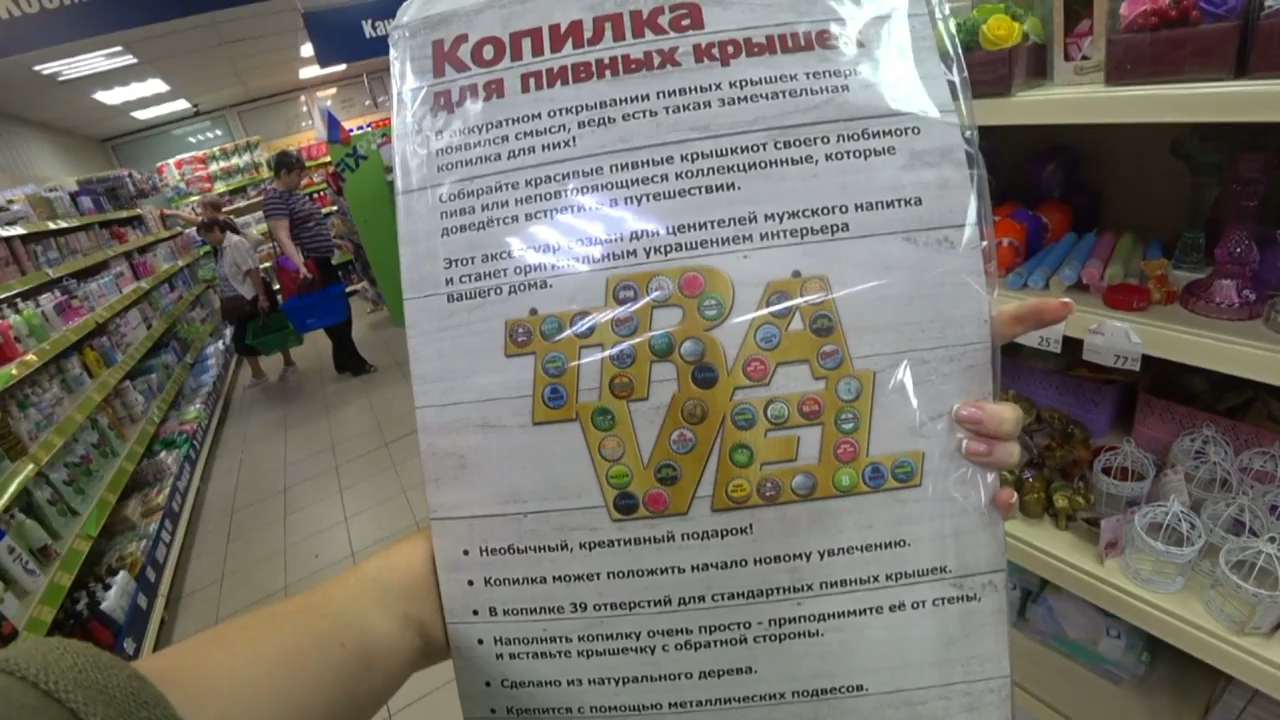 Копилка
для пивных крышек
В аккуратном открывании пивных крышек теперь
появился смысл, ведь есть такая замечательная
копилка для них!
Собирайте красивые пивные крышкиот своего любимого
пива или неповторяющиеся коллекционные, которые
доведётся встретить в путешествии.
Этот аксессуар создан для ценителей мужского напитка
и станет оригинальным украшением интерьера
вашего дома.
TRA
VEL
• Необычный, креативный подарок!
• Копилка может положить начало новому увлечению.
• В копилке 39 отверстий для стандартных пивных крышек.
• Наполнять копилку очень просто - приподнимите её от стены,
и вставьте крышечку с обратной стороны.
• Сделано из натурального дерева.
• Крепится с помощью металлических подвесов.
FIX
25
77